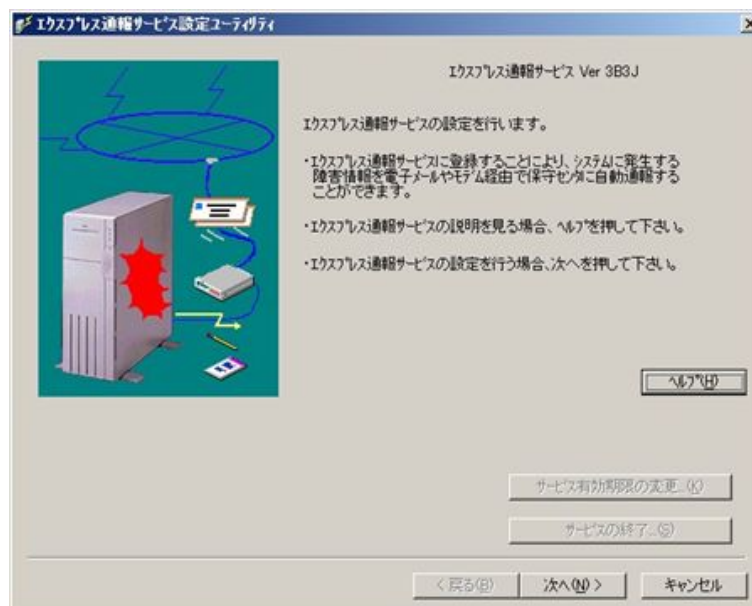 エクスプレス通報サービス設定ユーティリティ
エクスプレス通報サービス Ver 3B3J
エクスプレス通報サービスの設定を行います。
・エクスプレス通報サービスに登録することにより、システムに発生する
障害情報を電子メールやモデム経由で保守センタに自動通報する
ことができます。
・エクスプレス通報サービスの説明を見る場合、ヘルプを押して下さい。
・エクスプレス通報サービスの設定を行う場合、次へを押して下さい。
ヘルプ(H)
サービス有効期限の変更...(K)
サービスの終了...(S)
< 戻る(B)
次へ(N) >
キャンセル